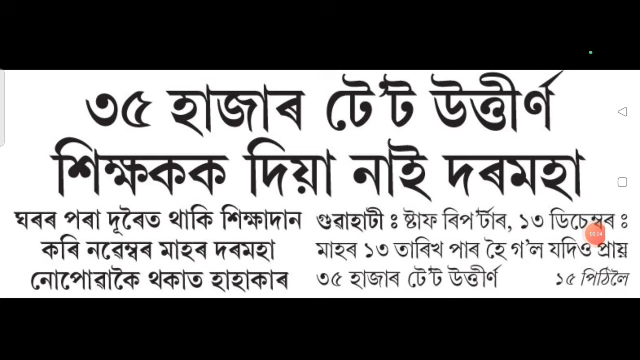 ৩৫ হাজাৰ টে'ট উত্তীৰ্ণ
শিক্ষকক দিয়া নাই দৰমহা
ঘৰৰ পৰা দূৰৈত থাকি শিক্ষাদান
কৰি নৱেম্বৰ মাহৰ দৰমহা
নোপোৱাকৈ থকাত হাহাকাৰ
গুৱাহাটী : ষ্টাফ ৰিপ'ৰ্টাৰ, ১৩ ডিচেম্বৰ :
মাহৰ ১৩ তাৰিখ পাৰ হৈ গ'ল যদিও প্ৰায়
৩৫ হাজাৰ টে'ট উত্তীৰ্ণ ১৫ পিঠিলৈ